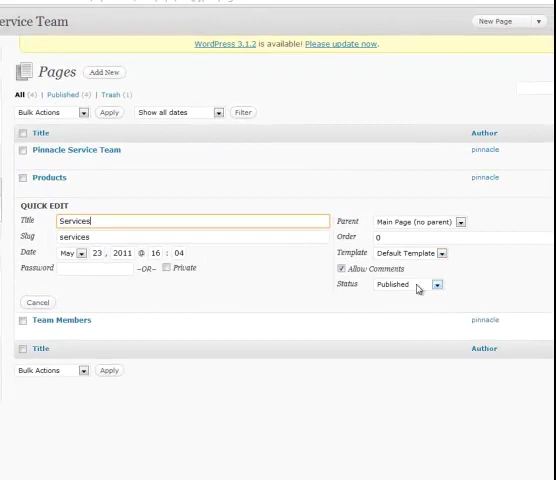 ervice Team
New Page
WordPress 3.1.2 is available! Please update now.
Pages Add New
All (4) | Published (4) | Trash (1)
Bulk Actions Apply Show all dates Filter
Title Author
Pinnacle Service Team pinnacle
Products pinnacle
QUICK EDIT
Title Services Parent Main Page (no parent)
Slug services Order 0
Date May 23 , 2011 @ 16 : 04 Template Default Template
Password –OR– Private Allow Comments
Status Published
Cancel
Team Members pinnacle
Title Author
Bulk Actions Apply